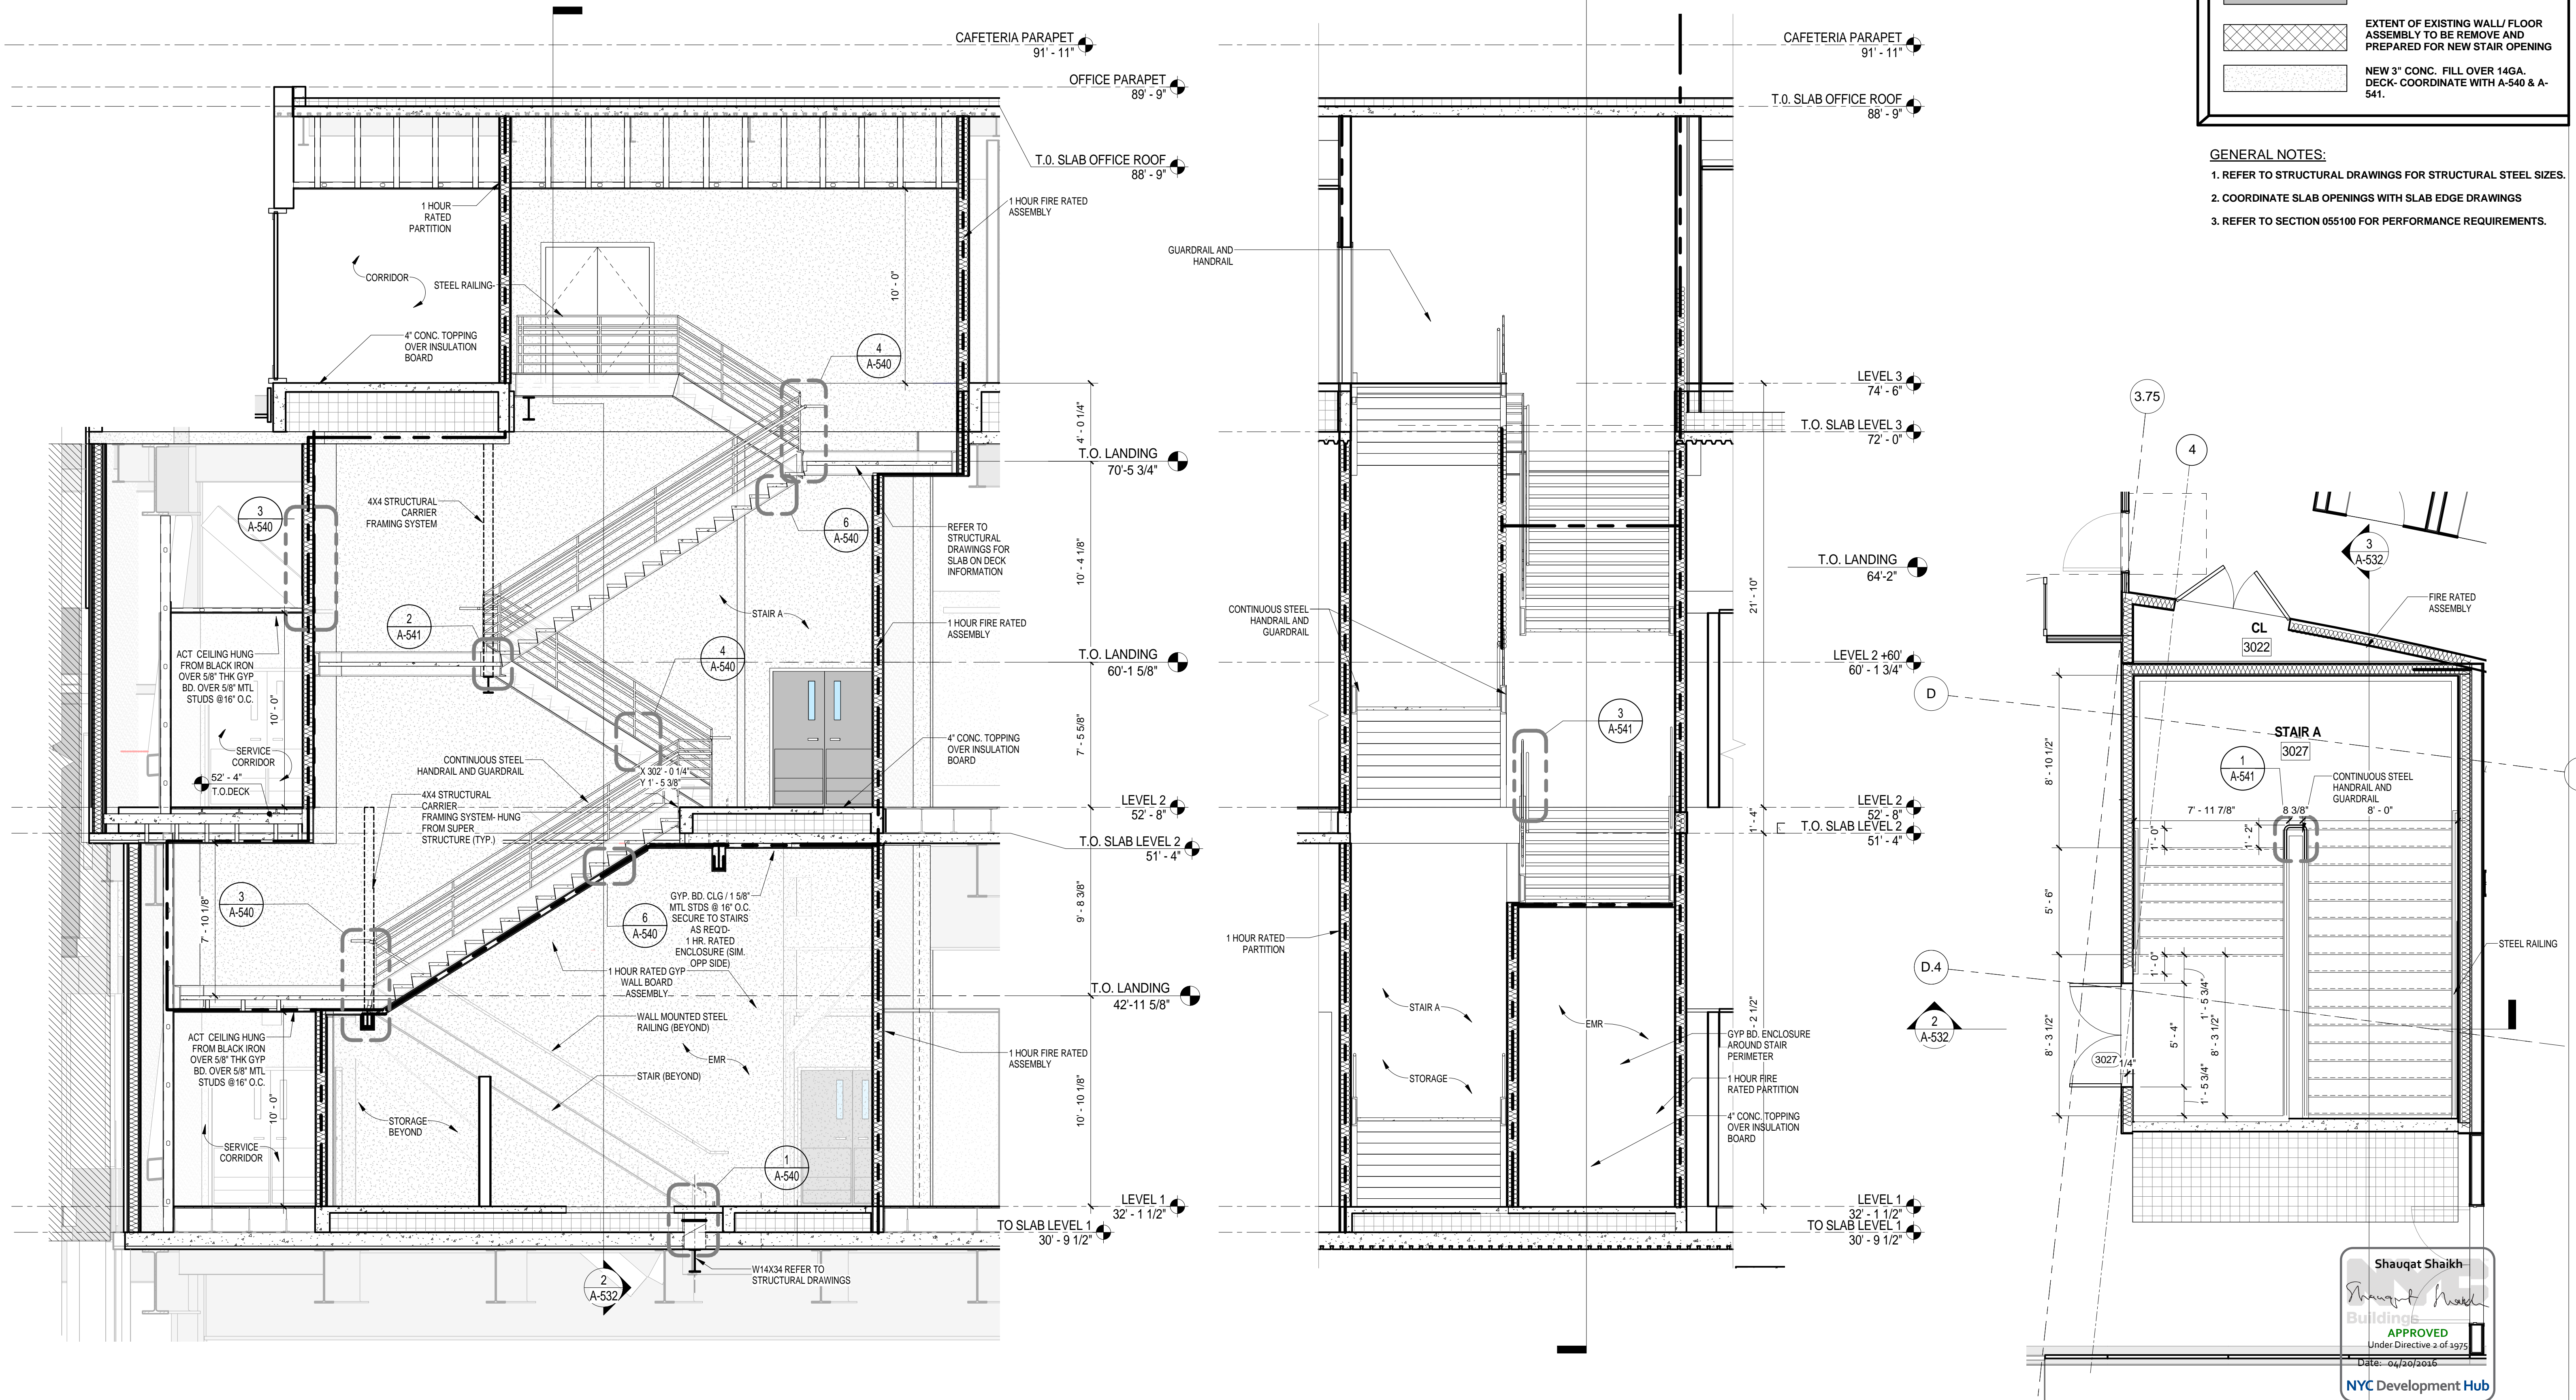 CAFETERIA PARAPET
91' - 11"
OFFICE PARAPET
89' - 9"
T.0. SLAB OFFICE ROOF
88' - 9"
1 HOUR
RATED
PARTITION
1 HOUR FIRE RATED
ASSEMBLY
CORRIDOR
STEEL RAILING
10' - 0"
4" CONC. TOPPING
OVER INSULATION
BOARD
4
A-540
4' - 0 1/4"
T.O. LANDING
70'-5 3/4"
4X4 STRUCTURAL
CARRIER
FRAMING SYSTEM
3
A-540
6
A-540
REFER TO
STRUCTURAL
DRAWINGS FOR
SLAB ON DECK
INFORMATION
10' - 4 1/8"
STAIR A
2
A-541
1 HOUR FIRE RATED
ASSEMBLY
4
A-540
ACT CEILING HUNG
FROM BLACK IRON
OVER 5/8" THK GYP
BD. OVER 5/8" MTL
STUDS @16" O.C.
10' - 0"
T.O. LANDING
60'-1 5/8"
7' - 5 5/8"
SERVICE
CORRIDOR
52' - 4"
T.O.DECK
CONTINUOUS STEEL
HANDRAIL AND GUARDRAIL
X 302' - 0 1/4"
Y 1' - 5 3/8"
4" CONC. TOPPING
OVER INSULATION
BOARD
4X4 STRUCTURAL
CARRIER
FRAMING SYSTEM- HUNG
FROM SUPER
STRUCTURE (TYP.)
LEVEL 2
52' - 8"
T.O. SLAB LEVEL 2
51' - 4"
3
A-540
7' - 10 1/8"
9' - 8 3/8"
6
A-540
GYP. BD. CLG / 1 5/8"
MTL STDS @ 16" O.C.
SECURE TO STAIRS
AS REQ'D-
1 HR. RATED
ENCLOSURE (SIM.
OPP SIDE)
1 HOUR RATED GYP
WALL BOARD
ASSEMBLY
T.O. LANDING
42'-11 5/8"
WALL MOUNTED STEEL
RAILING (BEYOND)
ACT CEILING HUNG
FROM BLACK IRON
OVER 5/8" THK GYP
BD. OVER 5/8" MTL
STUDS @16" O.C.
EMR
1 HOUR FIRE RATED
ASSEMBLY
STAIR (BEYOND)
10' - 0"
10' - 10 1/8"
STORAGE
BEYOND
SERVICE
CORRIDOR
1
A-540
LEVEL 1
32' - 1 1/2"
TO SLAB LEVEL 1
30' - 9 1/2"
W14X34 REFER TO
STRUCTURAL DRAWINGS
2
A-532
CAFETERIA PARAPET
91' - 11"
T.0. SLAB OFFICE ROOF
88' - 9"
GUARDRAIL AND
HANDRAIL
LEVEL 3
74' - 6"
T.O. SLAB LEVEL 3
72' - 0"
T.O. LANDING
64'-2"
21' - 10"
CONTINUOUS STEEL
HANDRAIL AND
GUARDRAIL
LEVEL 2 +60'
60' - 1 3/4"
3
A-541
LEVEL 2
52' - 8"
1' - 4"
T.O. SLAB LEVEL 2
51' - 4"
1 HOUR RATED
PARTITION
STAIR A
EMR
- 2 1/2"
GYP BD. ENCLOSURE
AROUND STAIR
PERIMETER
STORAGE
1 HOUR FIRE
RATED PARTITION
4" CONC. TOPPING
OVER INSULATION
BOARD
LEVEL 1
32' - 1 1/2"
TO SLAB LEVEL 1
30' - 9 1/2"
EXTENT OF EXISTING WALL/ FLOOR
ASSEMBLY TO BE REMOVE AND
PREPARED FOR NEW STAIR OPENING
NEW 3" CONC. FILL OVER 14GA.
DECK- COORDINATE WITH A-540 & A-
541.
GENERAL NOTES:
1. REFER TO STRUCTURAL DRAWINGS FOR STRUCTURAL STEEL SIZES.
2. COORDINATE SLAB OPENINGS WITH SLAB EDGE DRAWINGS
3. REFER TO SECTION 055100 FOR PERFORMANCE REQUIREMENTS.
3.75
4
3
A-532
FIRE RATED
ASSEMBLY
CL
3022
D
STAIR A
3027
1
A-541
CONTINUOUS STEEL
HANDRAIL AND
GUARDRAIL
8' - 10 1/2"
7' - 11 7/8"
8 3/8"
8' - 0"
1' - 0"
1' - 2"
5' - 6"
STEEL RAILING
D.4
1' - 0"
1' - 5 3/4"
2
A-532
8' - 3 1/2"
5' - 4"
8' - 3 1/2"
3027
1/4"
1' - 5 3/4"
Shauqat Shaikh
NYC
Buildings
APPROVED
Under Directive 2 of 1975
Date: 04/20/2016
NYC Development Hub